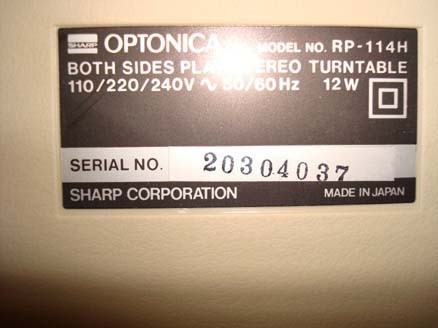 SHARP OPTONICA MODEL NO. RP-114H
BOTH SIDES PLAY STEREO TURNTABLE
110/220/240V ~ 50/60Hz 12W
SERIAL NO. 20304037
SHARP CORPORATION MADE IN JAPAN